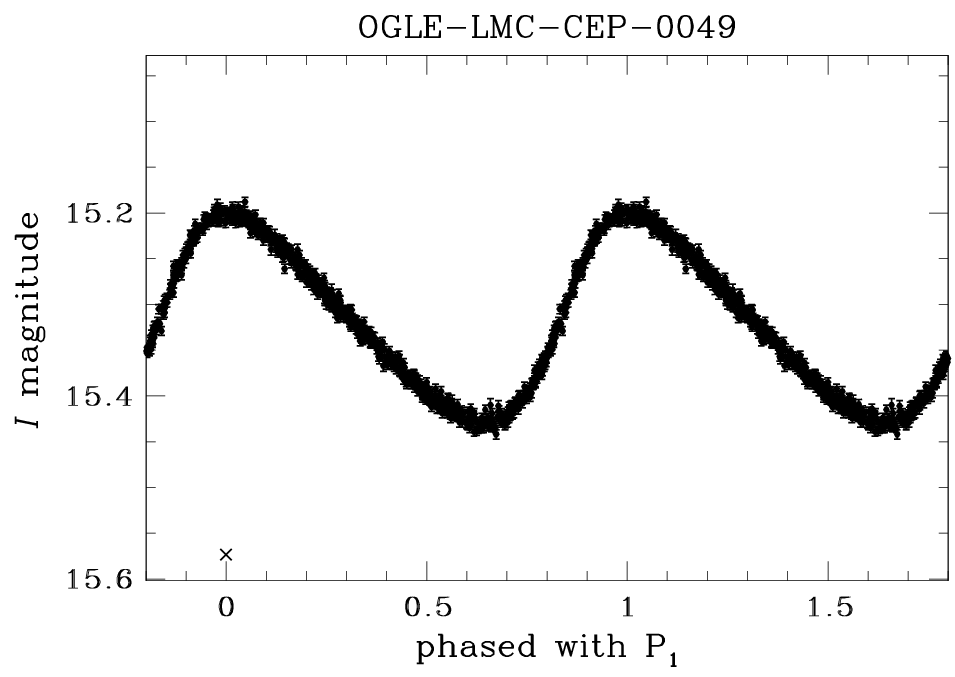 OGLE-LMC-CEP-0049
I magnitude
15.2
15.4
15.6
0 0.5 1 1.5
phased with P₁